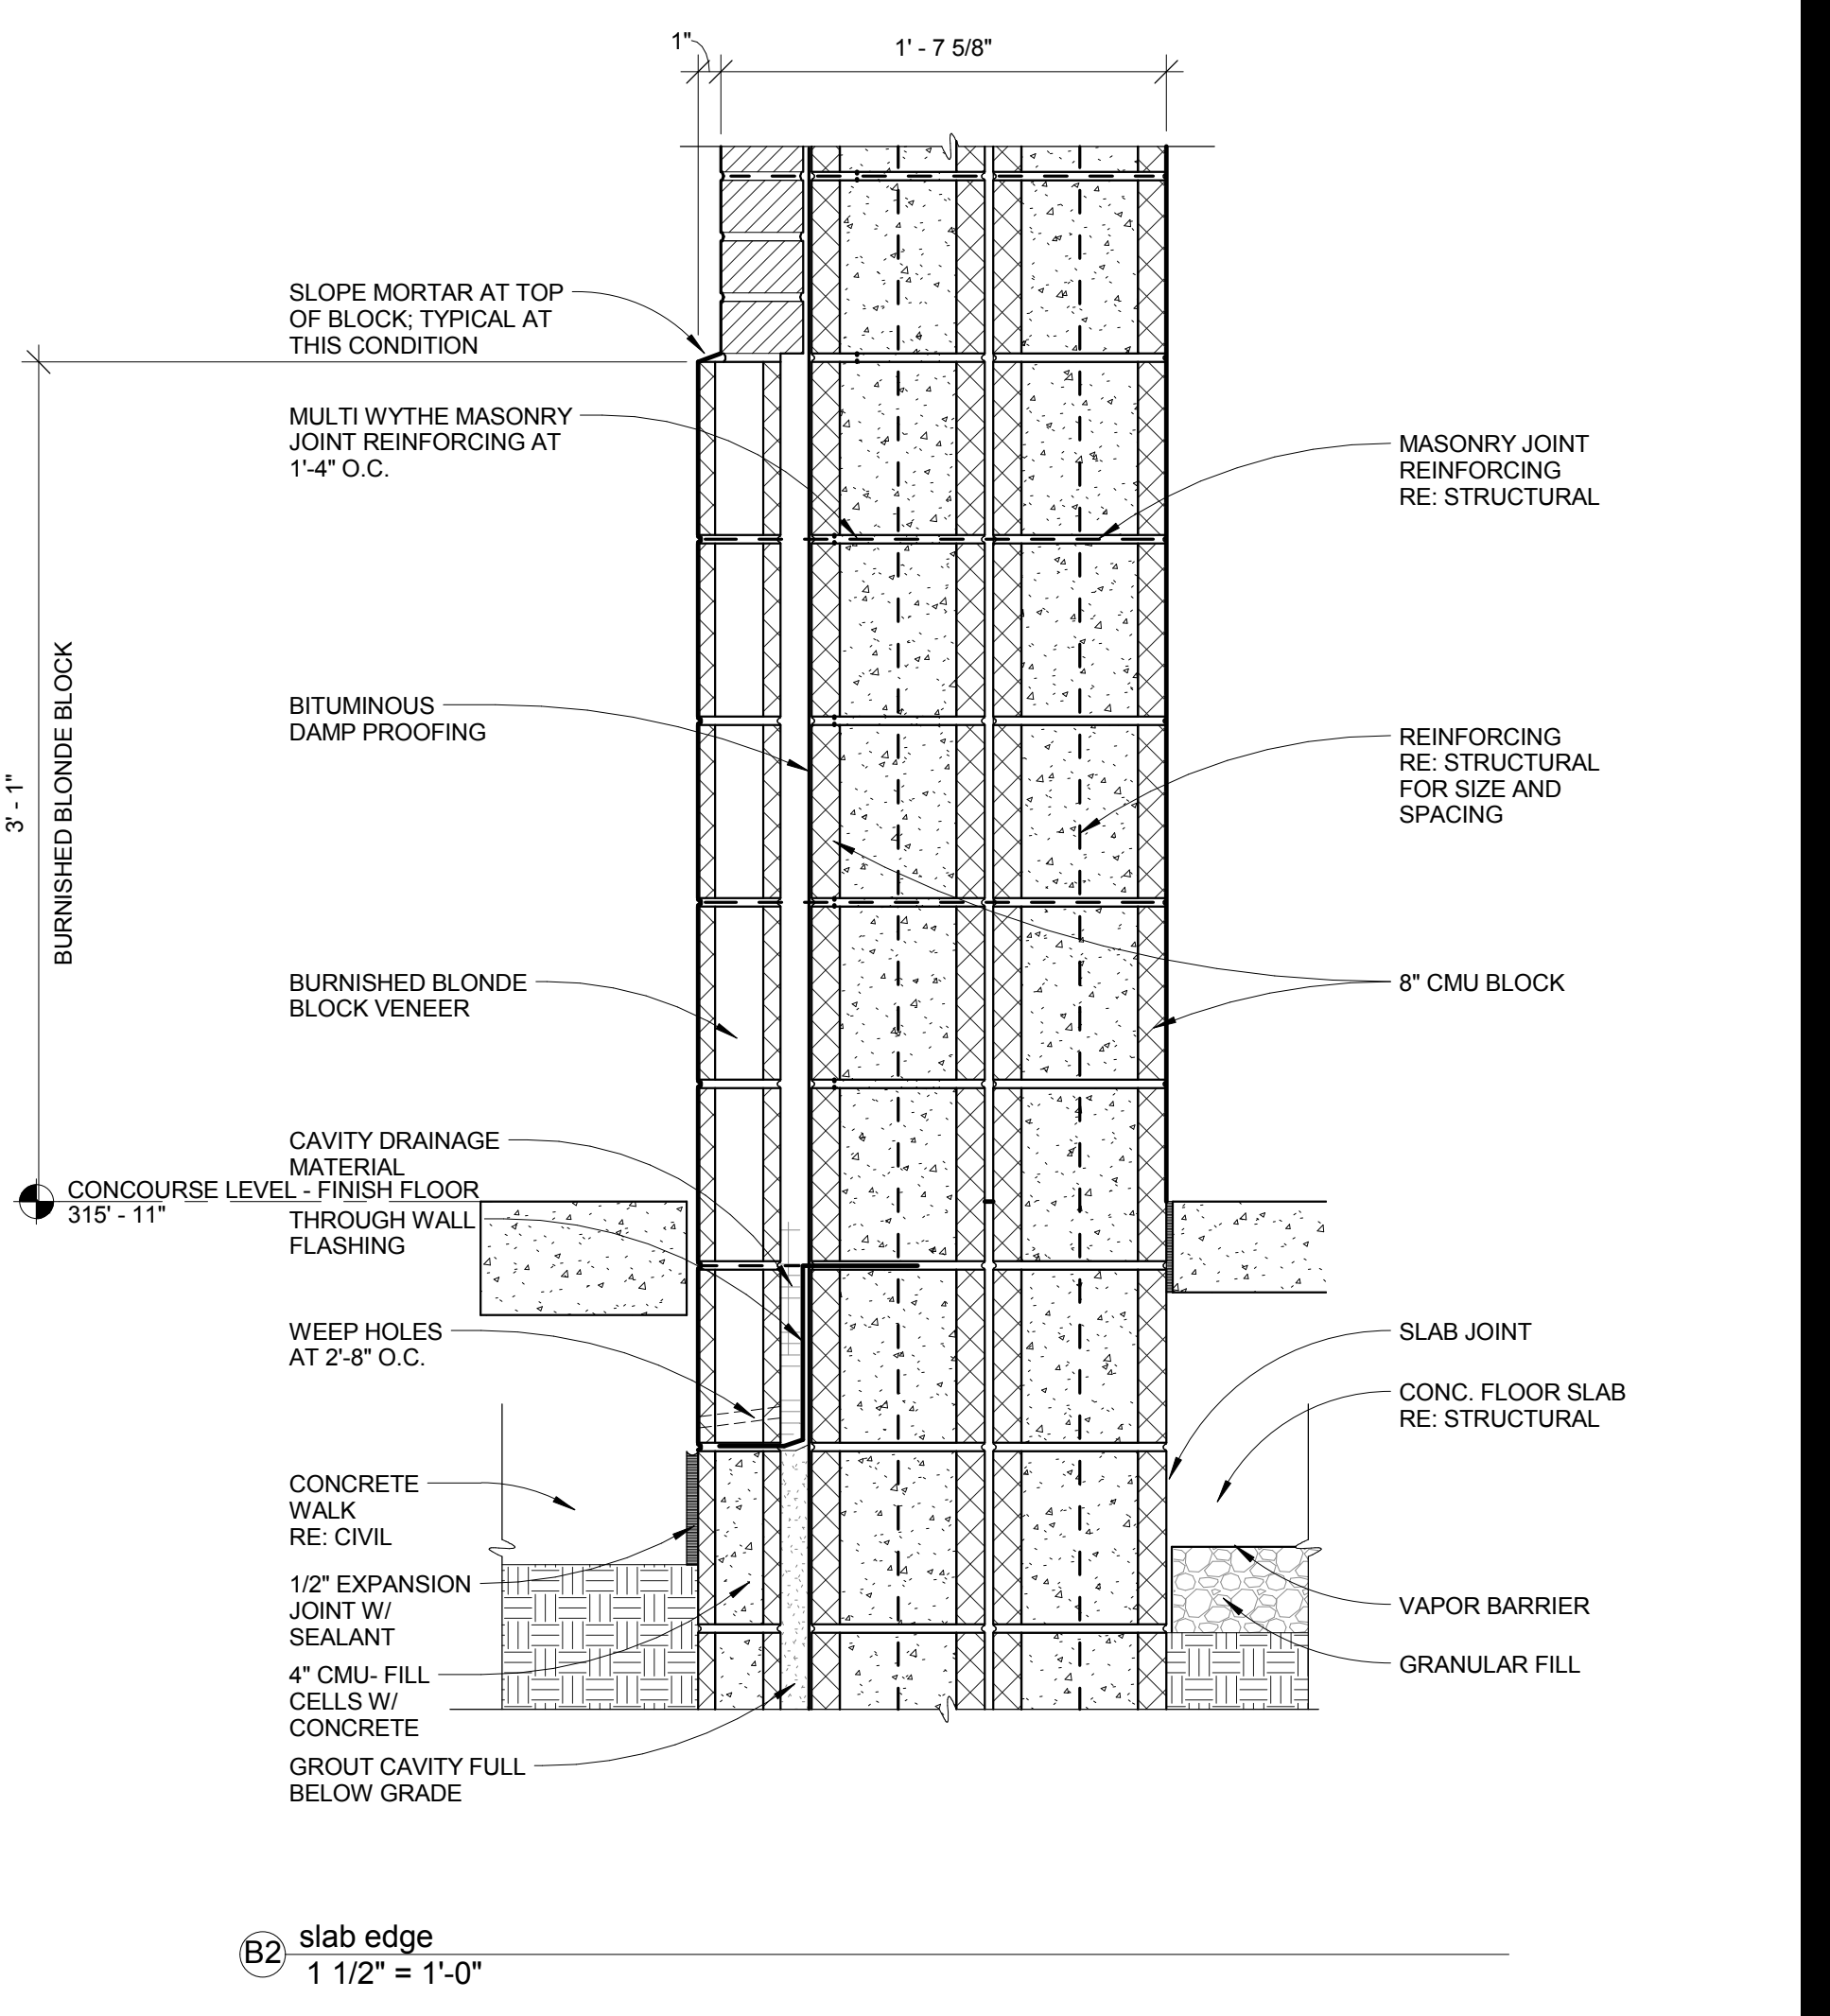 1"
1' - 7 5/8"
SLOPE MORTAR AT TOP
OF BLOCK; TYPICAL AT
THIS CONDITION
MULTI WYTHE MASONRY
JOINT REINFORCING AT
1'-4" O.C.
MASONRY JOINT
REINFORCING
RE: STRUCTURAL
3' - 1"
BURNISHED BLONDE BLOCK
BITUMINOUS
DAMP PROOFING
REINFORCING
RE: STRUCTURAL
FOR SIZE AND
SPACING
BURNISHED BLONDE
BLOCK VENEER
8" CMU BLOCK
CAVITY DRAINAGE
MATERIAL
CONCOURSE LEVEL - FINISH FLOOR
315' - 11"
THROUGH WALL
FLASHING
WEEP HOLES
AT 2'-8" O.C.
SLAB JOINT
CONC. FLOOR SLAB
RE: STRUCTURAL
CONCRETE
WALK
RE: CIVIL
1/2" EXPANSION
JOINT W/
SEALANT
VAPOR BARRIER
GRANULAR FILL
4" CMU- FILL
CELLS W/
CONCRETE
GROUT CAVITY FULL
BELOW GRADE
B2
slab edge
1 1/2" = 1'-0"